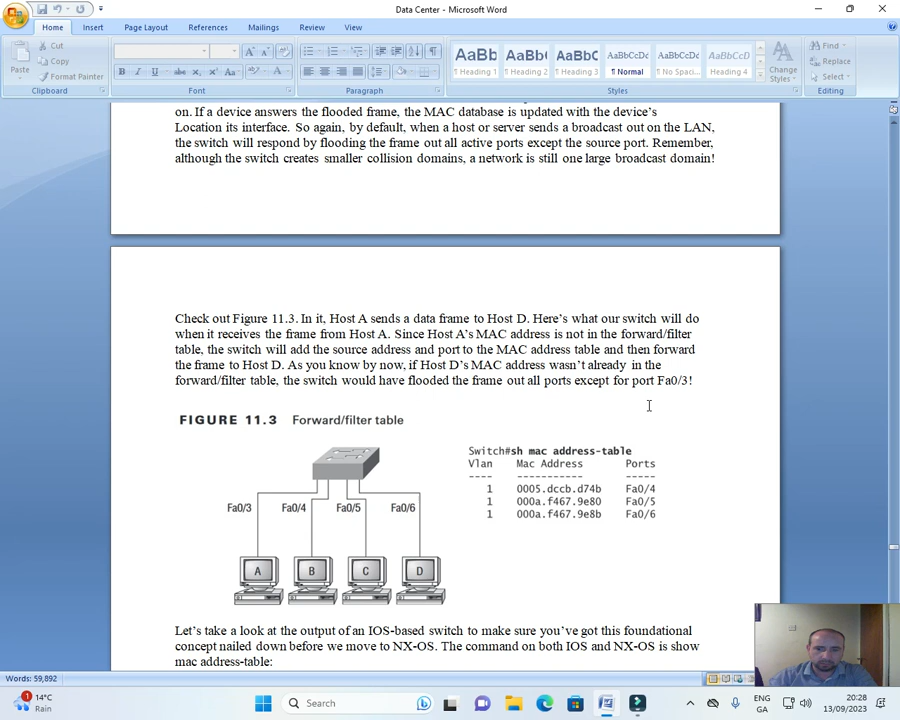 Data Center - Microsoft Word
Home Insert Page Layout References Mailings Review View
Paste
Cut
Copy
Format Painter
Clipboard
B I U abc X₂ X² Aa
Font
Paragraph
AaBb AaBbC AaBbC AaBbCcDc AaBbCcDc AaBbCcD
¶ Heading 1 ¶ Heading 2 ¶ Heading 3 ¶ Normal ¶ No Spaci... ¶ Heading 4
Change
Styles
Styles
Find
Replace
Select
Editing
on. If a device answers the flooded frame, the MAC database is updated with the device’s
Location its interface. So again, by default, when a host or server sends a broadcast out on the LAN,
the switch will respond by flooding the frame out all active ports except the source port. Remember,
although the switch creates smaller collision domains, a network is still one large broadcast domain!
Check out Figure 11.3. In it, Host A sends a data frame to Host D. Here’s what our switch will do
when it receives the frame from Host A. Since Host A’s MAC address is not in the forward/filter
table, the switch will add the source address and port to the MAC address table and then forward
the frame to Host D. As you know by now, if Host D’s MAC address wasn’t already in the
forward/filter table, the switch would have flooded the frame out all ports except for port Fa0/3!
FIGURE 11.3 Forward/filter table
Switch#sh mac address-table
Vlan Mac Address Ports
---- ----------- -----
1 0005.dccb.d74b Fa0/4
1 000a.f467.9e80 Fa0/5
1 000a.f467.9e8b Fa0/6
Fa0/3 Fa0/4 Fa0/5 Fa0/6
A B C D
Let’s take a look at the output of an IOS-based switch to make sure you’ve got this foundational
concept nailed down before we move to NX-OS. The command on both IOS and NX-OS is show
mac address-table:
Words: 59,892
1
14°C
Rain
Search
ENG
GA
20:28
13/09/2023